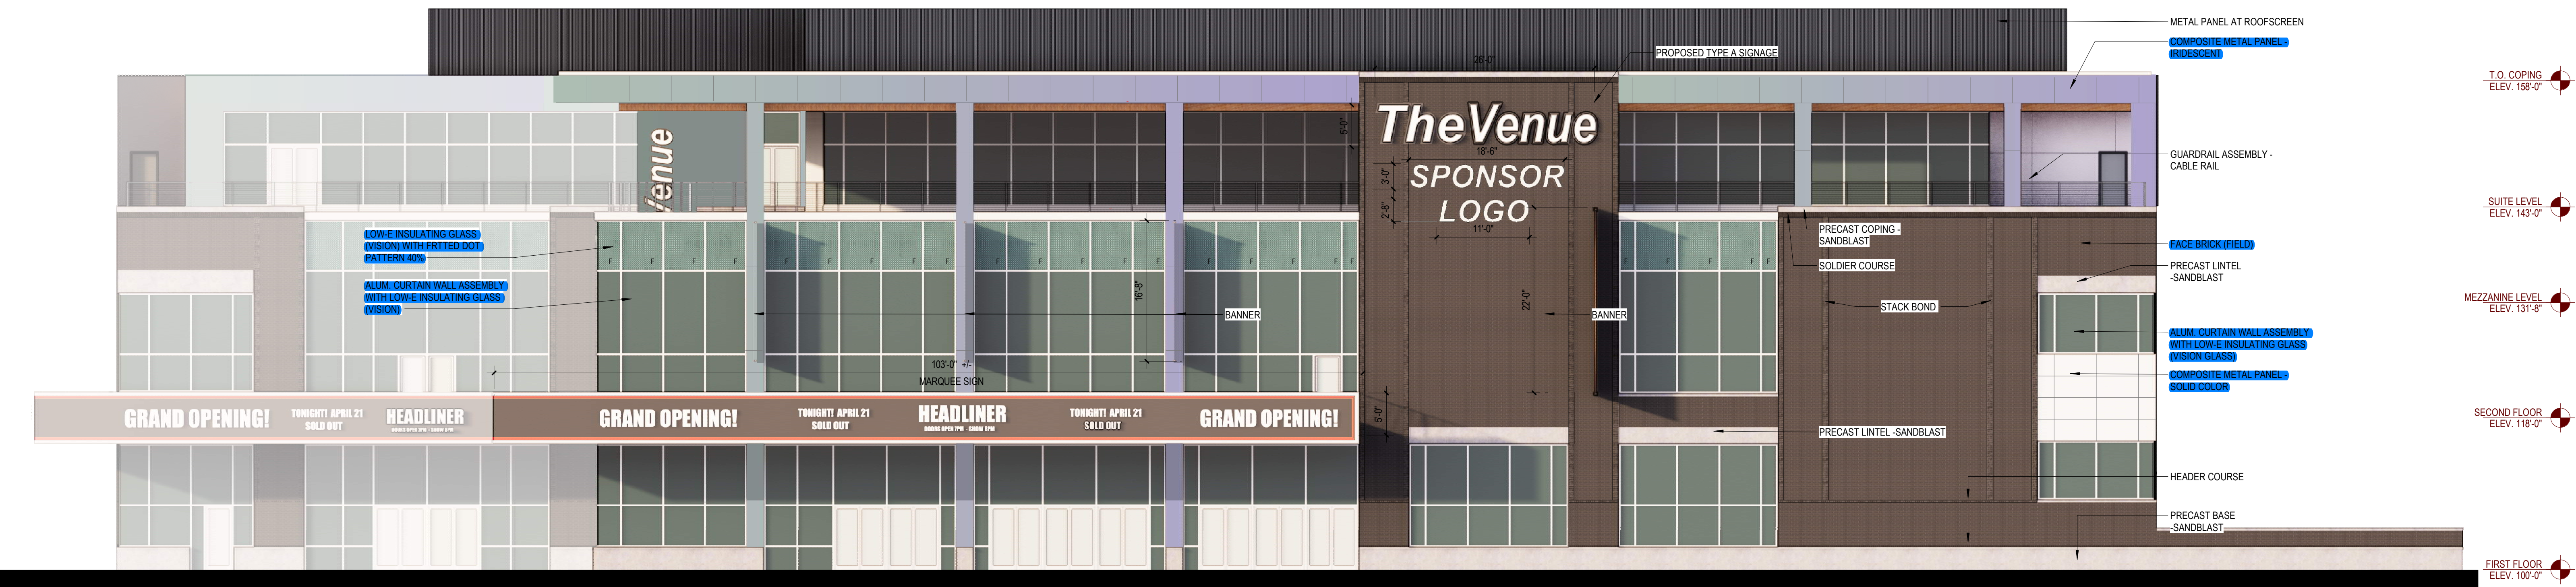 METAL PANEL AT ROOFSCREEN
COMPOSITE METAL PANEL -
IRIDESCENT
PROPOSED TYPE A SIGNAGE
26'-0"
T.O. COPING
ELEV. 158'-0"
TheVenue
5'-0"
18'-6"
Venue
GUARDRAIL ASSEMBLY -
CABLE RAIL
SPONSOR
LOGO
3'-0"
2'-8"
11'-0"
SUITE LEVEL
ELEV. 143'-0"
LOW-E INSULATING GLASS
(VISION) WITH FRTTED DOT
PATTERN 40%
F F F F F F F F F F F F F F F F F F
F F F F F
PRECAST COPING -
SANDBLAST
SOLDIER COURSE
FACE BRICK (FIELD)
PRECAST LINTEL
-SANDBLAST
ALUM. CURTAIN WALL ASSEMBLY
WITH LOW-E INSULATING GLASS
(VISION)
16'-8"
22'-0"
BANNER
BANNER
STACK BOND
MEZZANINE LEVEL
ELEV. 131'-8"
ALUM. CURTAIN WALL ASSEMBLY
WITH LOW-E INSULATING GLASS
(VISION GLASS)
103'-0" +/-
MARQUEE SIGN
COMPOSITE METAL PANEL -
SOLID COLOR
GRAND OPENING!
TONIGHT! APRIL 21
SOLD OUT
HEADLINER
DOORS OPEN 7PM - SHOW 8PM
GRAND OPENING!
TONIGHT! APRIL 21
SOLD OUT
HEADLINER
DOORS OPEN 7PM - SHOW 8PM
TONIGHT! APRIL 21
SOLD OUT
GRAND OPENING!
5'-0"
SECOND FLOOR
ELEV. 118'-0"
PRECAST LINTEL -SANDBLAST
HEADER COURSE
PRECAST BASE
-SANDBLAST
FIRST FLOOR
ELEV. 100'-0"